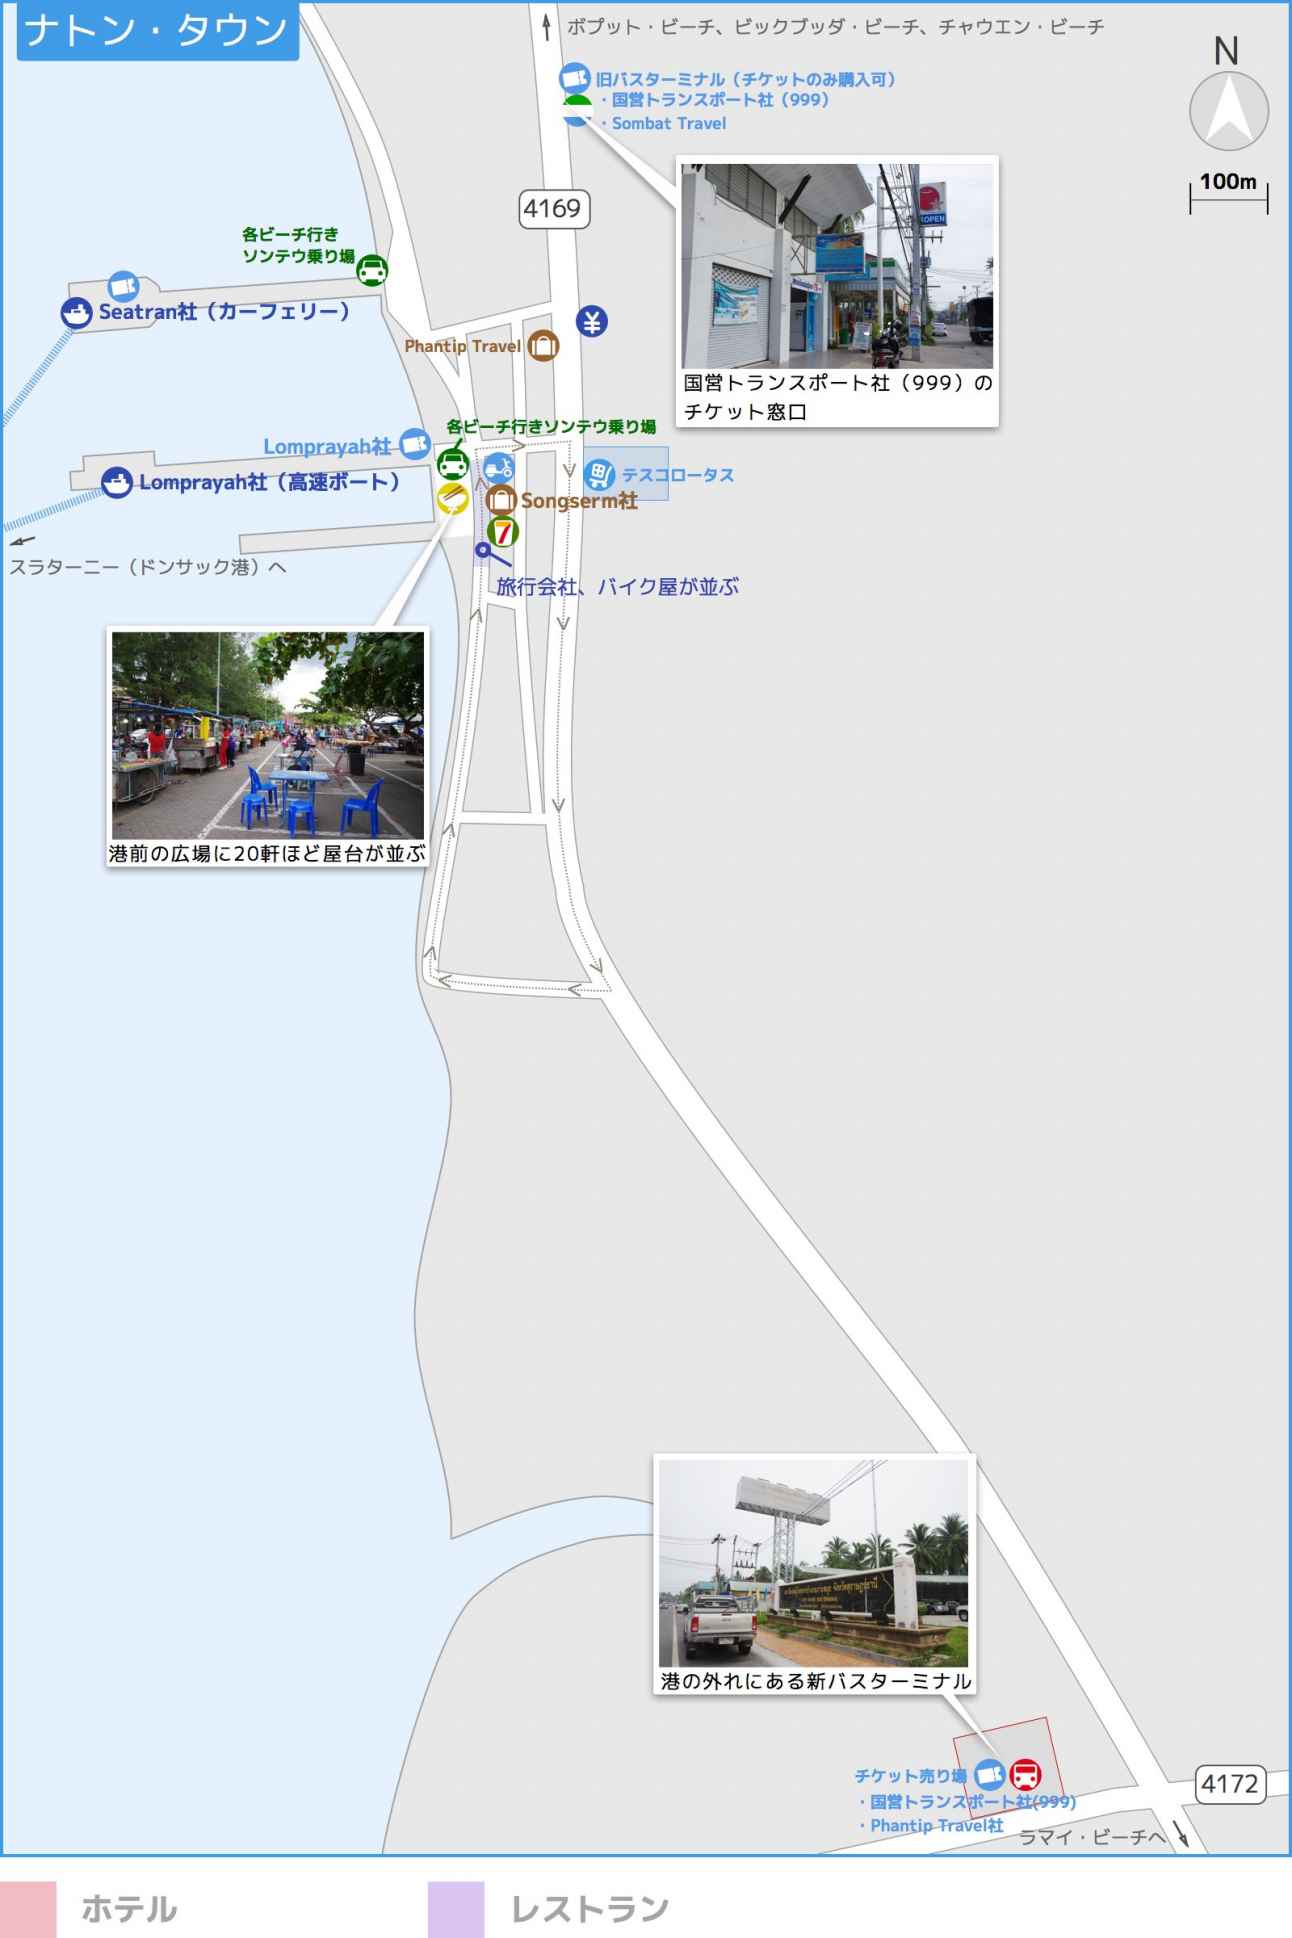 ナトン・タウン
ボプット・ビーチ、ビックブッダ・ビーチ、チャウエン・ビーチ
N
100m
旧バスターミナル（チケットのみ購入可）
・国営トランスポート社（999）
・Sombat Travel
4169
OPEN
国営トランスポート社（999）の
チケット窓口
各ビーチ行き
ソンテウ乗り場
Seatran社（カーフェリー）
¥
Phantip Travel
各ビーチ行きソンテウ乗り場
Lomprayah社
テスコロータス
Lomprayah社（高速ボート）
Songserm社
7
スラターニー（ドンサック港）へ
旅行会社、バイク屋が並ぶ
港前の広場に20軒ほど屋台が並ぶ
港の外れにある新バスターミナル
チケット売り場
・国営トランスポート社(999)
・Phantip Travel社
4172
ラマイ・ビーチへ
ホテル
レストラン